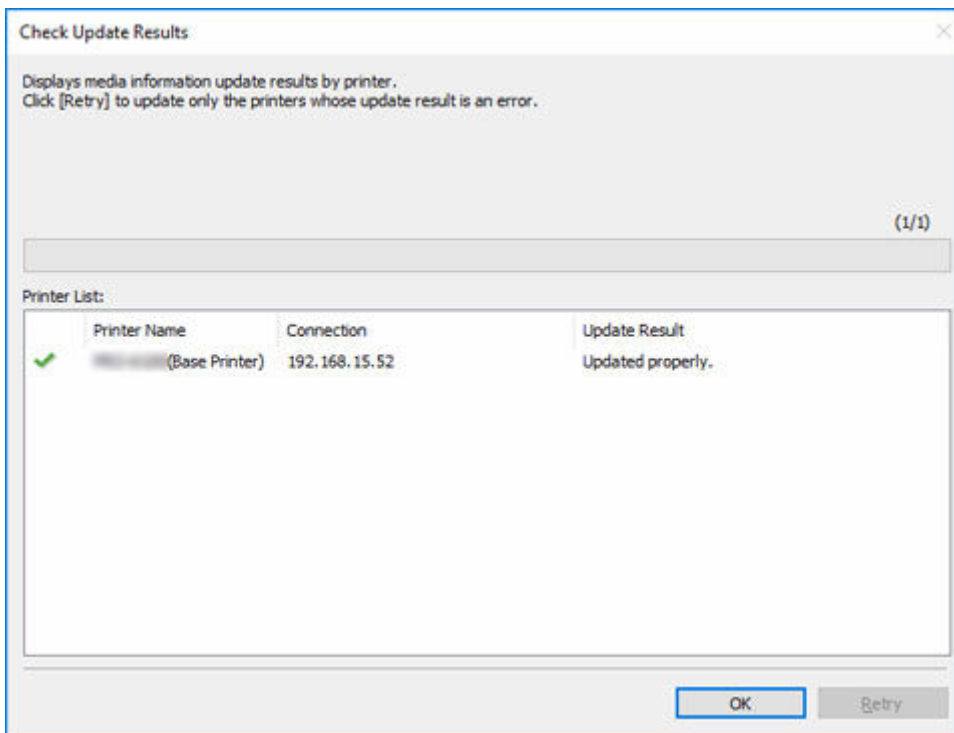 Check Update Results
Displays media information update results by printer.
Click [Retry] to update only the printers whose update result is an error.
(1/1)
Printer List:
Printer Name Connection Update Result
(Base Printer) 192.168.15.52 Updated properly.
OK Retry